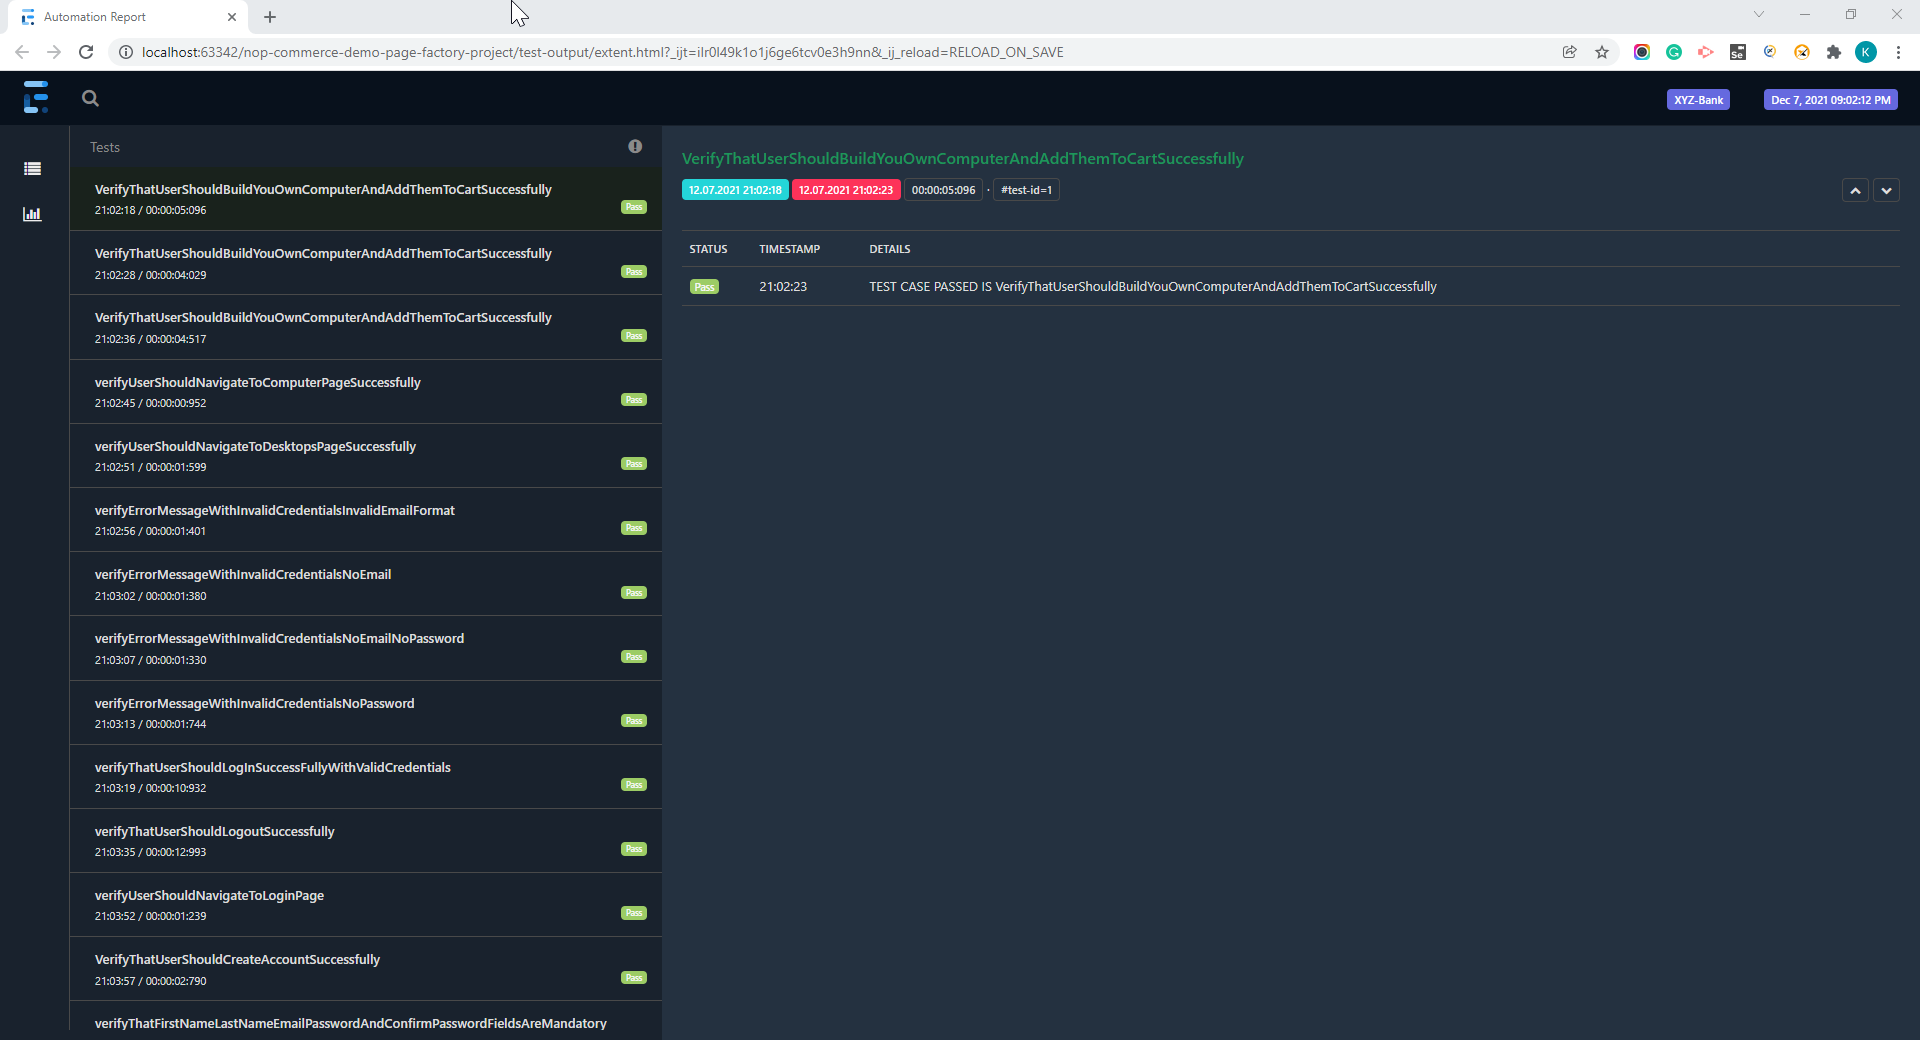 Automation Report
localhost:63342/nop-commerce-demo-page-factory-project/test-output/extent.html?_ijt=ilr0l49k1o1j6ge6tcv0e3h9nn&_ij_reload=RELOAD_ON_SAVE
Se
K
XYZ-Bank
Dec 7, 2021 09:02:12 PM
Tests
VerifyThatUserShouldBuildYouOwnComputerAndAddThemToCartSuccessfully
21:02:18 / 00:00:05:096
Pass
VerifyThatUserShouldBuildYouOwnComputerAndAddThemToCartSuccessfully
21:02:28 / 00:00:04:029
Pass
VerifyThatUserShouldBuildYouOwnComputerAndAddThemToCartSuccessfully
21:02:36 / 00:00:04:517
Pass
verifyUserShouldNavigateToComputerPageSuccessfully
21:02:45 / 00:00:00:952
Pass
verifyUserShouldNavigateToDesktopsPageSuccessfully
21:02:51 / 00:00:01:599
Pass
verifyErrorMessageWithInvalidCredentialsInvalidEmailFormat
21:02:56 / 00:00:01:401
Pass
verifyErrorMessageWithInvalidCredentialsNoEmail
21:03:02 / 00:00:01:380
Pass
verifyErrorMessageWithInvalidCredentialsNoEmailNoPassword
21:03:07 / 00:00:01:330
Pass
verifyErrorMessageWithInvalidCredentialsNoPassword
21:03:13 / 00:00:01:744
Pass
verifyThatUserShouldLogInSuccessFullyWithValidCredentials
21:03:19 / 00:00:10:932
Pass
verifyThatUserShouldLogoutSuccessfully
21:03:35 / 00:00:12:993
Pass
verifyUserShouldNavigateToLoginPage
21:03:52 / 00:00:01:239
Pass
VerifyThatUserShouldCreateAccountSuccessfully
21:03:57 / 00:00:02:790
Pass
verifyThatFirstNameLastNameEmailPasswordAndConfirmPasswordFieldsAreMandatory
VerifyThatUserShouldBuildYouOwnComputerAndAddThemToCartSuccessfully
12.07.2021 21:02:18 12.07.2021 21:02:23 00:00:05:096 · #test-id=1
STATUS TIMESTAMP DETAILS
Pass 21:02:23 TEST CASE PASSED IS VerifyThatUserShouldBuildYouOwnComputerAndAddThemToCartSuccessfully